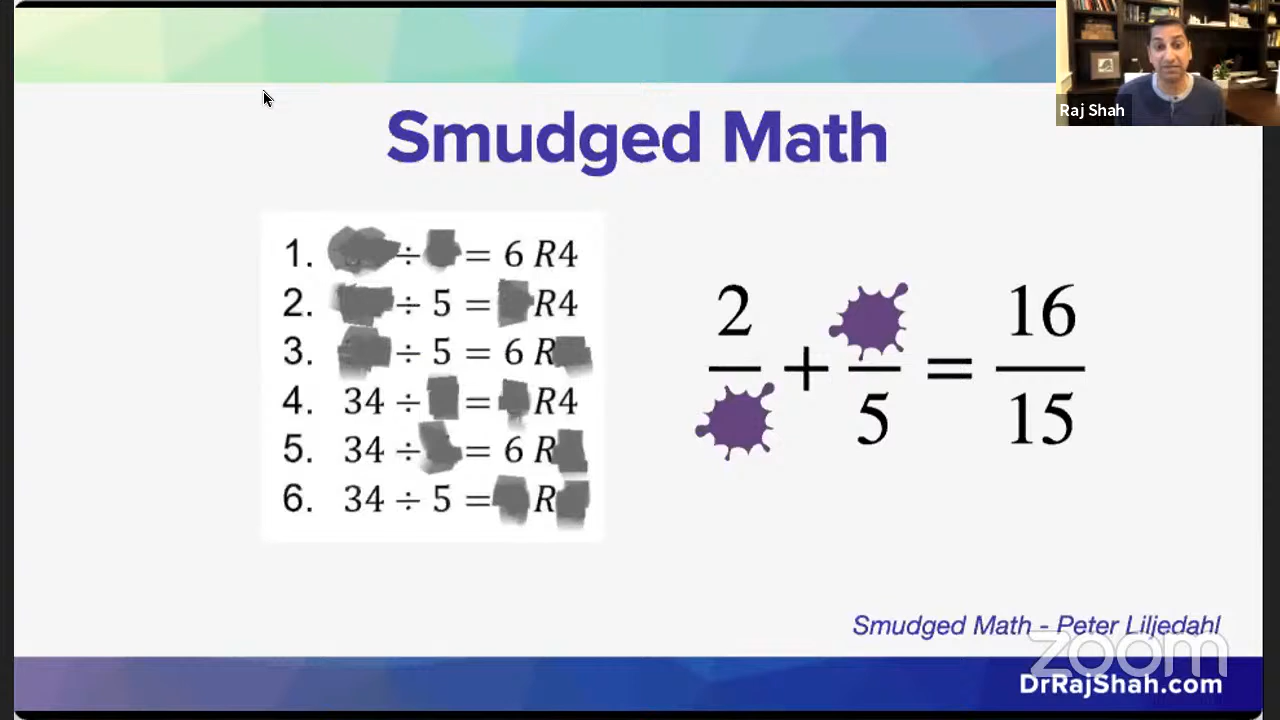 Raj Shah
Smudged Math
1. ÷ = 6 R4
2. ÷ 5 = R4
3. ÷ 5 = 6 R
4. 34 ÷ = R4
5. 34 ÷ = 6 R
6. 34 ÷ 5 = R
2/ + /5 = 16/15
Smudged Math - Peter Liljedahl
zoom
DrRajShah.com